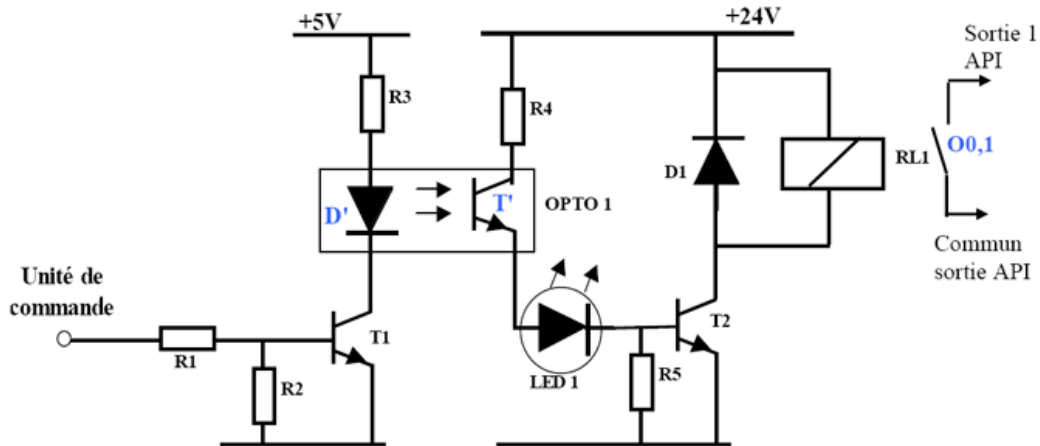 +5V
+24V
Sortie 1
API
R3
R4
D1
RL1
O0,1
D'
T'
OPTO 1
Commun
sortie API
Unité de
commande
R1
T1
R2
LED 1
R5
T2